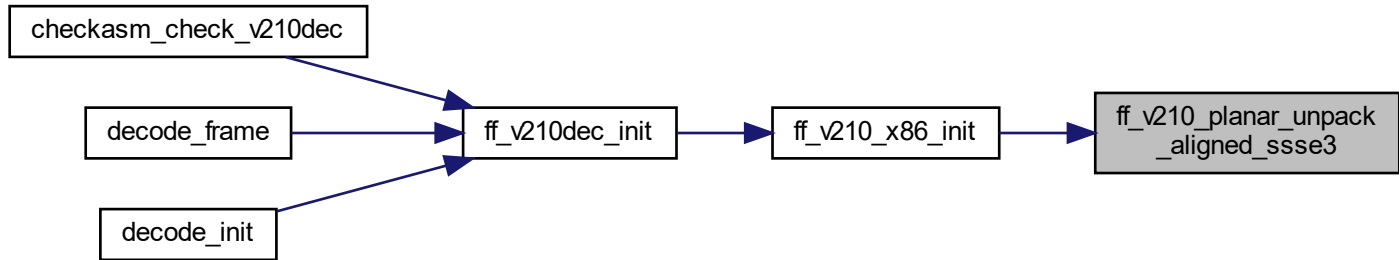 checkasm_check_v210dec
decode_frame
decode_init
ff_v210dec_init
ff_v210_x86_init
ff_v210_planar_unpack
_aligned_ssse3